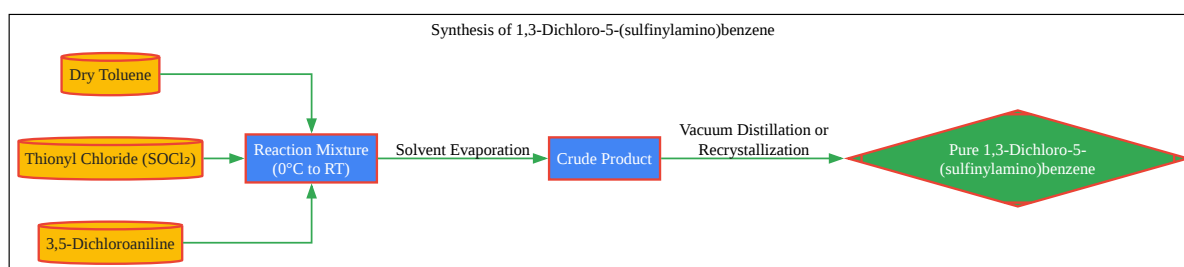 Synthesis of 1,3-Dichloro-5-(sulfinylamino)benzene
Dry Toluene
Thionyl Chloride (SOCl₂)
3,5-Dichloroaniline
Reaction Mixture
(0°C to RT)
Solvent Evaporation
Crude Product
Vacuum Distillation or
Recrystallization
Pure 1,3-Dichloro-5-
(sulfinylamino)benzene